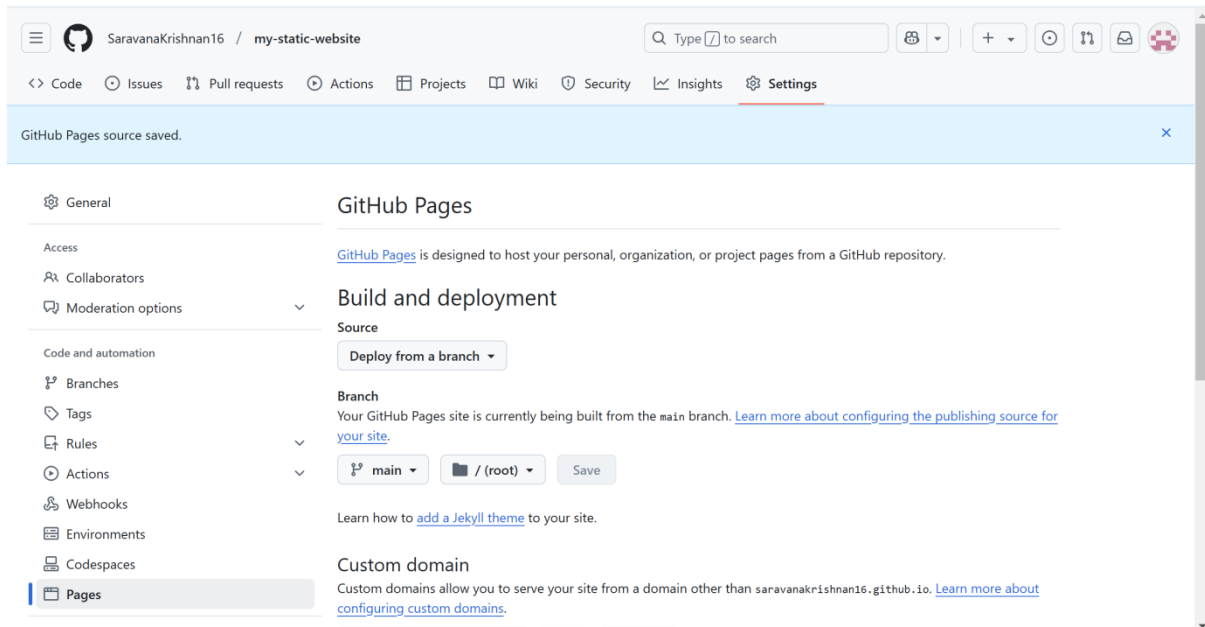 SaravanaKrishnan16 / my-static-website
Type / to search
<> Code Issues Pull requests Actions Projects Wiki Security Insights Settings
GitHub Pages source saved.
General
Access
Collaborators
Moderation options
Code and automation
Branches
Tags
Rules
Actions
Webhooks
Environments
Codespaces
Pages
GitHub Pages
GitHub Pages is designed to host your personal, organization, or project pages from a GitHub repository.
Build and deployment
Source
Deploy from a branch
Branch
Your GitHub Pages site is currently being built from the main branch. Learn more about configuring the publishing source for
your site.
main / (root) Save
Learn how to add a Jekyll theme to your site.
Custom domain
Custom domains allow you to serve your site from a domain other than saravanakrishnan16.github.io. Learn more about
configuring custom domains.